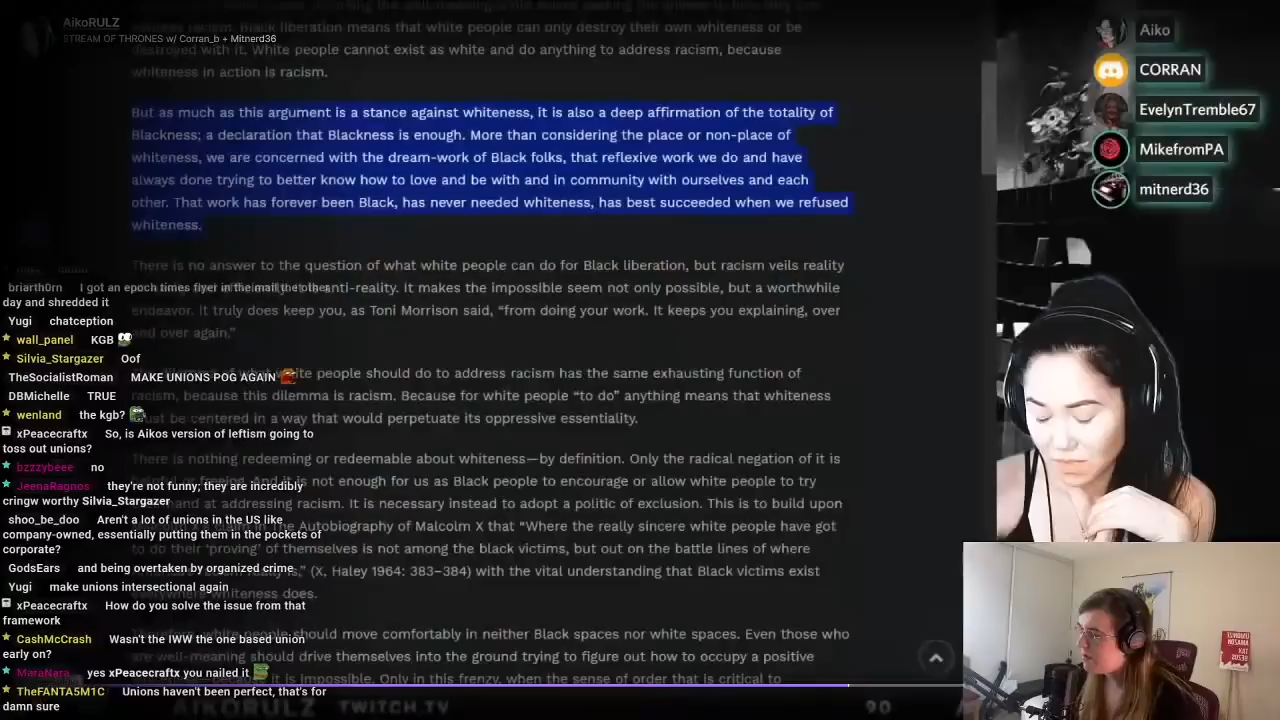 AikoRULZ
STREAM OF THRONES w/ Corran_b + Mitnerd36
Black liberation means that white people can only destroy their own whiteness or be
destroyed with it. White people cannot exist as white and do anything to address racism, because
whiteness in action is racism.
But as much as this argument is a stance against whiteness, it is also a deep affirmation of the totality of
Blackness; a declaration that Blackness is enough. More than considering the place or non-place of
whiteness, we are concerned with the dream-work of Black folks, that reflexive work we do and have
always done trying to better know how to love and be with and in community with ourselves and each
other. That work has forever been Black, has never needed whiteness, has best succeeded when we refused
whiteness.
There is no answer to the question of what white people can do for Black liberation, but racism veils reality
anti-reality. It makes the impossible seem not only possible, but a worthwhile
endeavor. It truly does keep you, as Toni Morrison said, “from doing your work. It keeps you explaining, over
and over again.”
of what white people should do to address racism has the same exhausting function of
racism, because this dilemma is racism. Because for white people “to do” anything means that whiteness
must be centered in a way that would perpetuate its oppressive essentiality.
There is nothing redeeming or redeemable about whiteness—by definition. Only the radical negation of it is
it is not enough for us as Black people to encourage or allow white people to try
hand at addressing racism. It is necessary instead to adopt a politic of exclusion. This is to build upon
Autobiography of Malcolm X that “Where the really sincere white people have got
to do their ‘proving’ of themselves is not among the black victims, but out on the battle lines of where
is,” (X, Haley 1964: 383–384) with the vital understanding that Black victims exist
everywhere whiteness does.
white people should move comfortably in neither Black spaces nor white spaces. Even those who
are well-meaning should drive themselves into the ground trying to figure out how to occupy a positive
it is impossible. Only in this frenzy, when the sense of order that is critical to
briarth0rn I got an epoch times flyer in the mail the other
day and shredded it
Yugi chatception
wall_panel KGB
Silvia_Stargazer Oof
TheSocialistRoman MAKE UNIONS POG AGAIN
DBMichelle TRUE
wenland the kgb?
xPeacecraftx So, is Aikos version of leftism going to
toss out unions?
bzzzybeee no
JeenaRagnos they're not funny; they are incredibly
cringw worthy Silvia_Stargazer
shoo_be_doo Aren't a lot of unions in the US like
company-owned, essentially putting them in the pockets of
corporate?
GodsEars and being overtaken by organized crime
Yugi make unions intersectional again
xPeacecraftx How do you solve the issue from that
framework
CashMcCrash Wasn't the IWW the one based union
early on?
MaraNara yes xPeacecraftx you nailed it
TheFANTA5M1C Unions haven't been perfect, that's for
damn sure
AIKORULZ TWITCH.TV
90
Aiko
CORRAN
EvelynTremble67
MikefromPA
mitnerd36